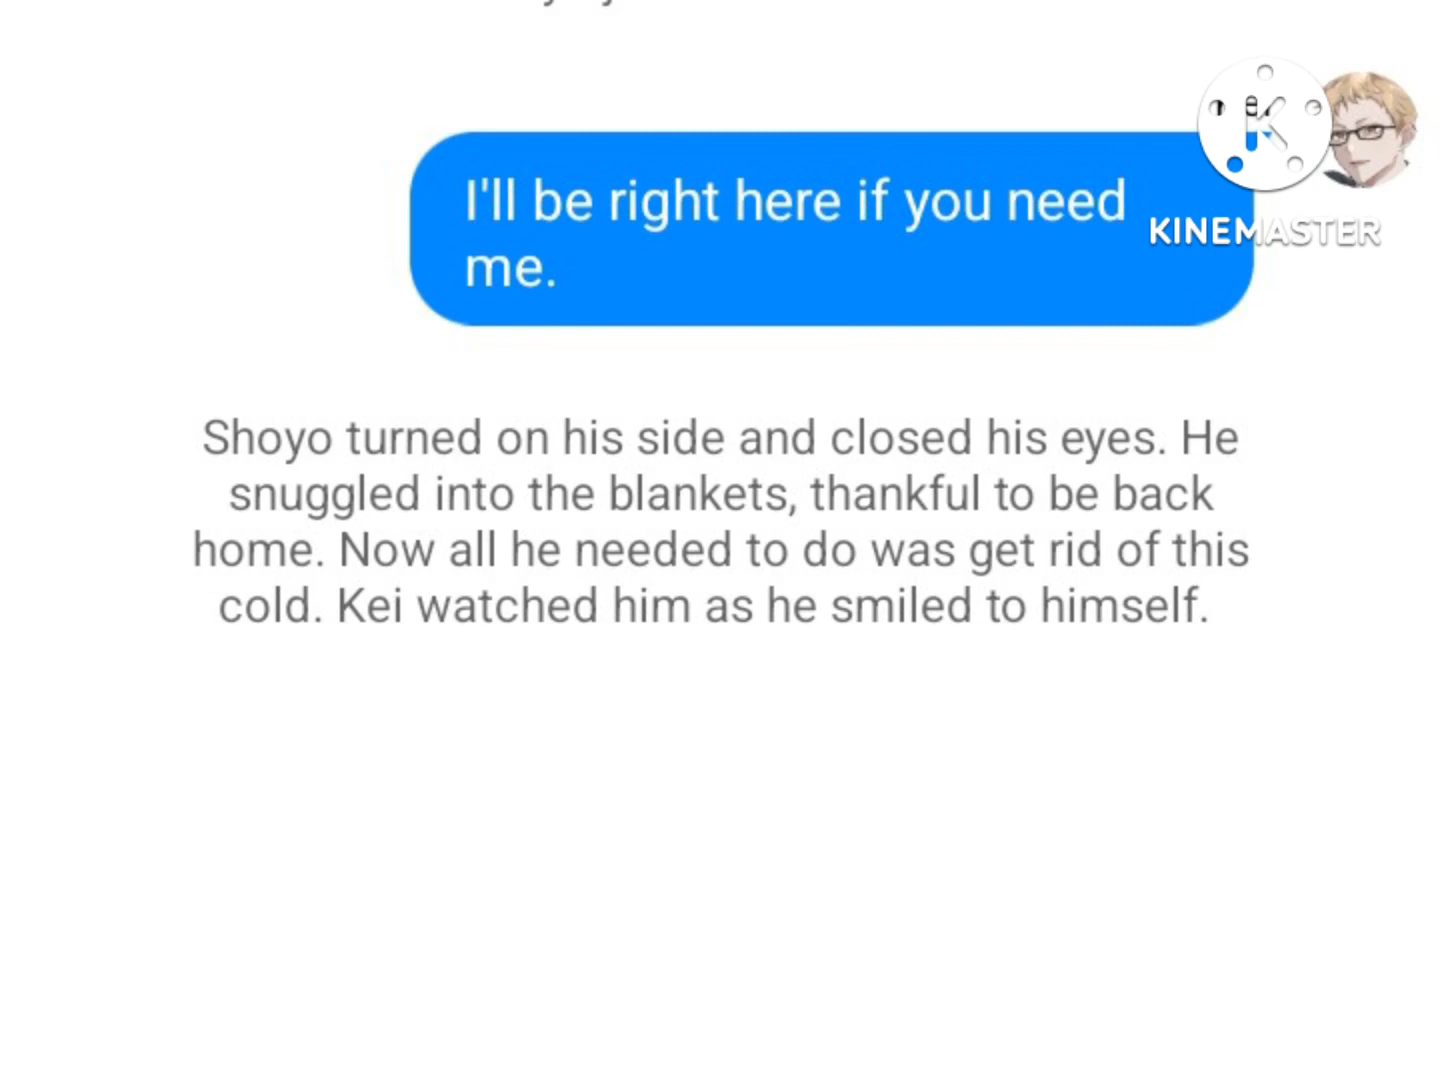 I'll be right here if you need
me.
KINEMASTER
Shoyo turned on his side and closed his eyes. He
snuggled into the blankets, thankful to be back
home. Now all he needed to do was get rid of this
cold. Kei watched him as he smiled to himself.